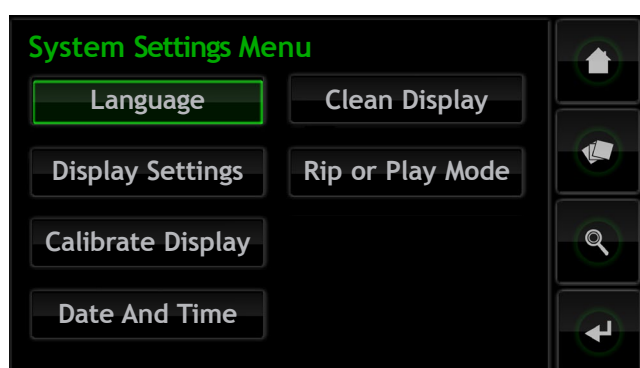 System Settings Menu
Language
Clean Display
Display Settings
Rip or Play Mode
Calibrate Display
Date And Time